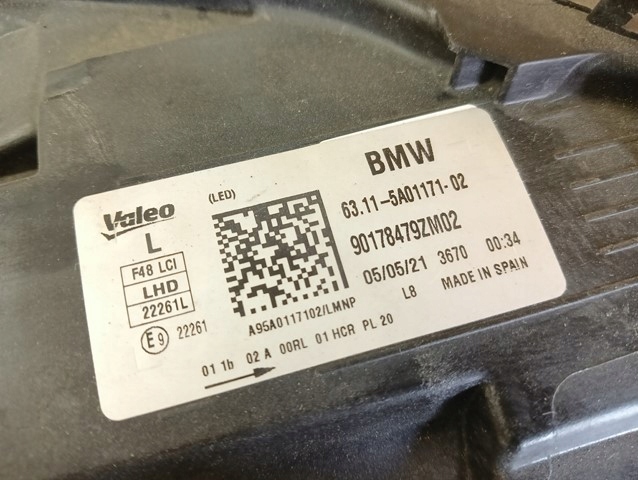 BMW
Valeo
(LED)
63.11-5A01171-02
L
90178479ZM02
F48 LCI
LHD
22261L
05/05/21 3670 00:34
L8 MADE IN SPAIN
E9 22261
A95A0117102/LMNP
01 1b 02 A 00RL 01 HCR PL 20